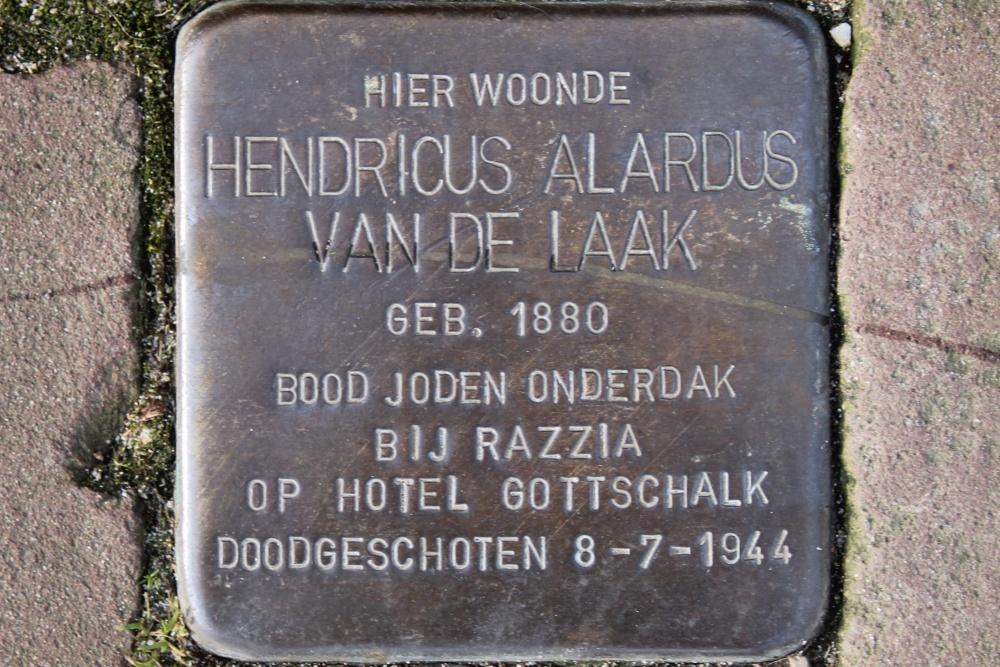 HIER WOONDE
HENDRICUS ALARDUS
VAN DE LAAK
GEB. 1880
BOOD JODEN ONDERDAK
BIJ RAZZIA
OP HOTEL GOTTSCHALK
DOODGESCHOTEN 8-7-1944